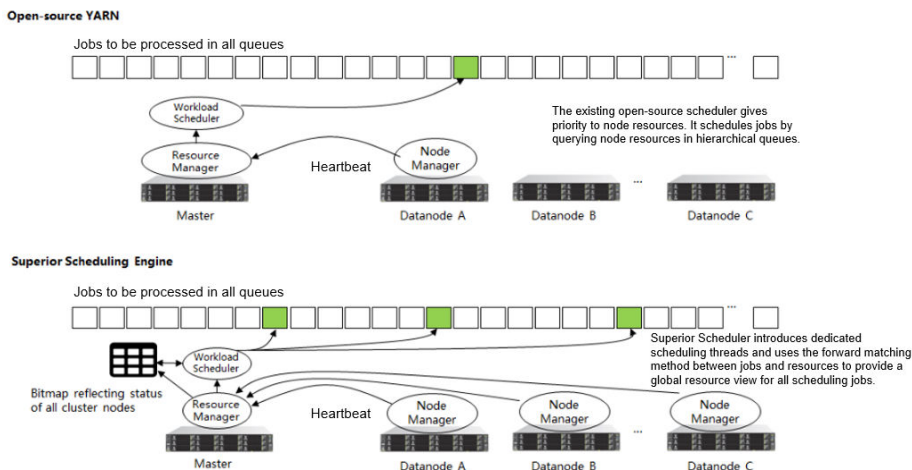 Open-source YARN
Jobs to be processed in all queues
...
Workload
Scheduler
The existing open-source scheduler gives
priority to node resources. It schedules jobs by
querying node resources in hierarchical queues.
Resource
Manager
Heartbeat
Node
Manager
...
Master
Datanode A
Datanode B
Datanode C
Superior Scheduling Engine
Jobs to be processed in all queues
...
Superior Scheduler introduces dedicated
scheduling threads and uses the forward matching
method between jobs and resources to provide a
global resource view for all scheduling jobs.
Workload
Scheduler
Bitmap reflecting status
of all cluster nodes
Resource
Manager
Heartbeat
Node
Manager
Node
Manager
Node
Manager
...
Master
Datanode A
Datanode B
Datanode C